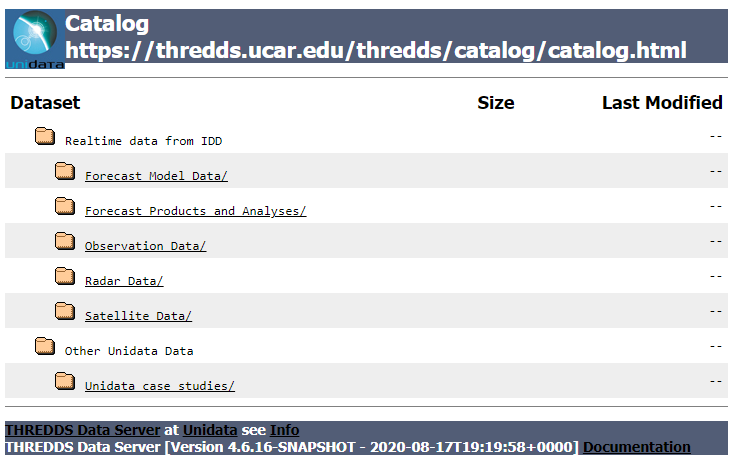 unidata
Catalog
https://thredds.ucar.edu/thredds/catalog/catalog.html
Dataset Size Last Modified
Realtime data from IDD --
Forecast Model Data/ --
Forecast Products and Analyses/ --
Observation Data/ --
Radar Data/ --
Satellite Data/ --
Other Unidata Data --
Unidata case studies/ --
THREDDS Data Server at Unidata see Info
THREDDS Data Server [Version 4.6.16-SNAPSHOT - 2020-08-17T19:19:58+0000] Documentation